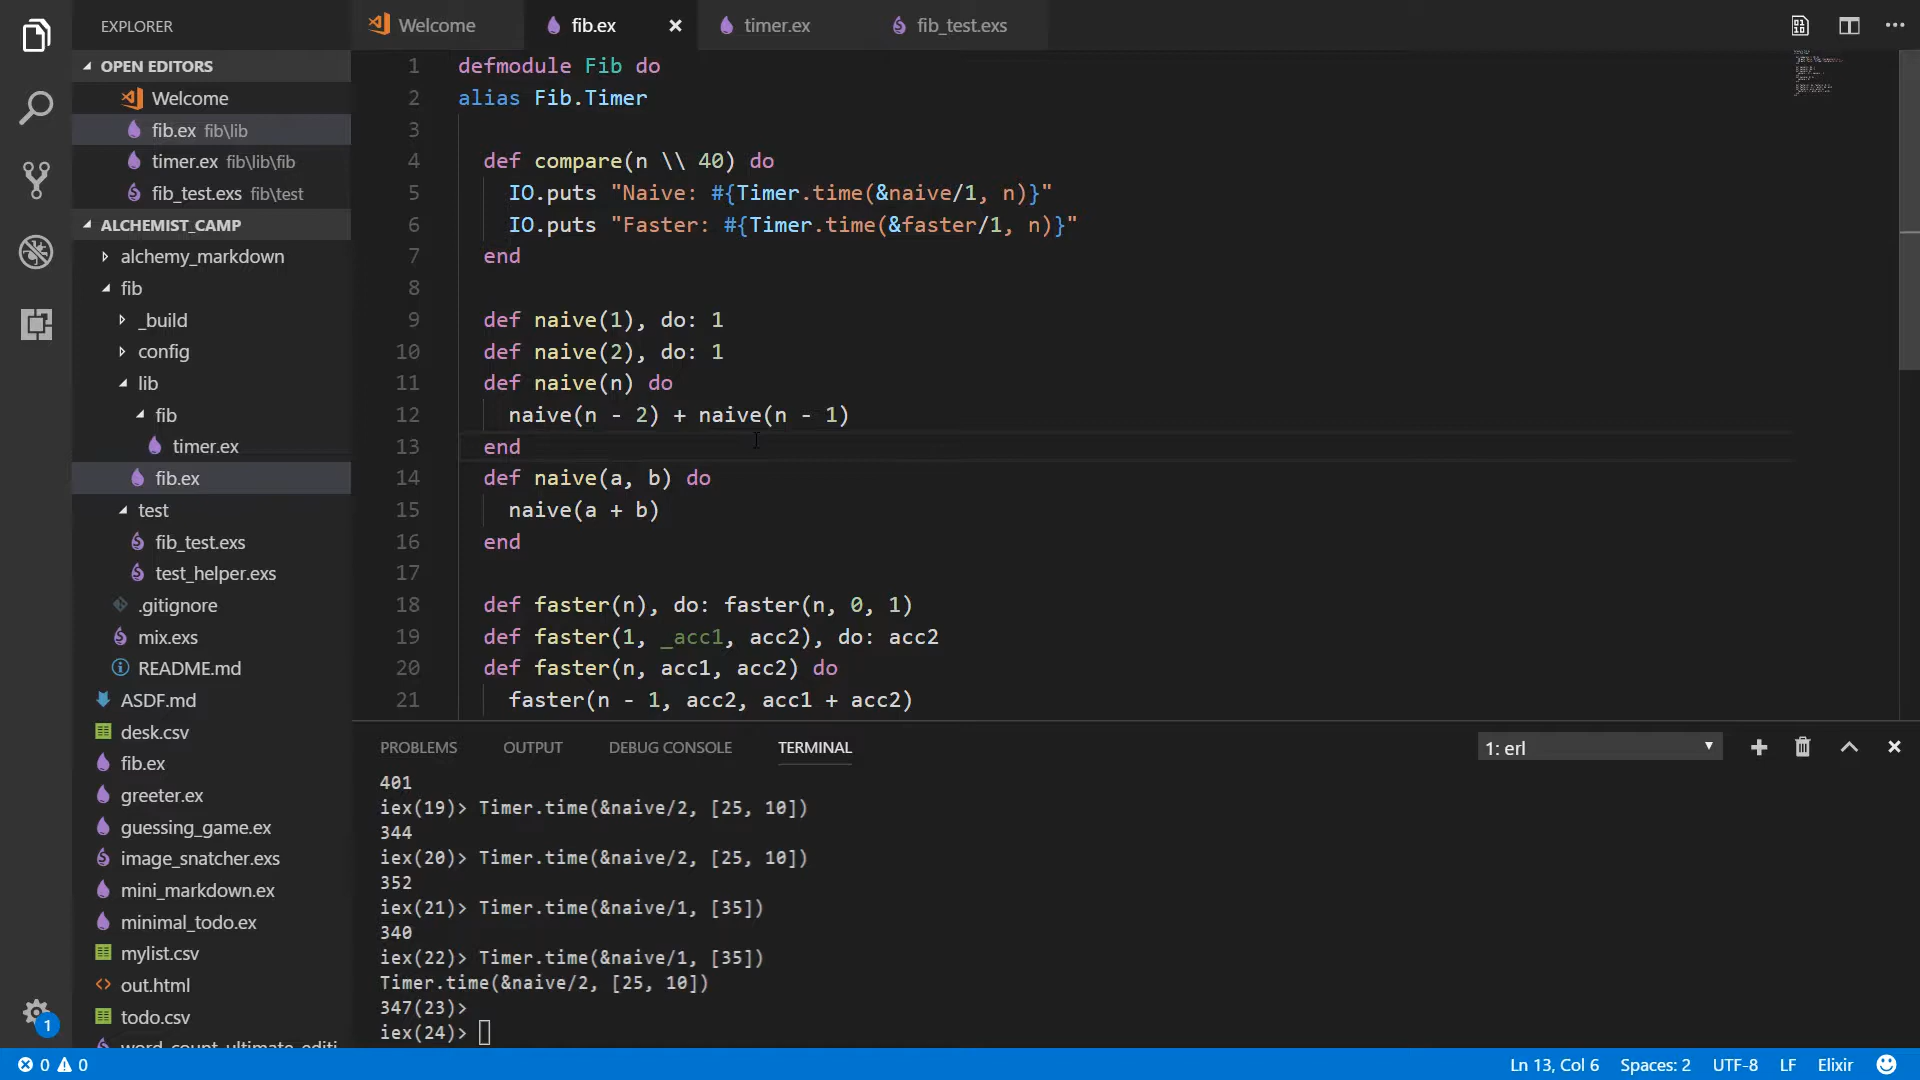 EXPLORER
OPEN EDITORS
Welcome
fib.ex fib\lib
timer.ex fib\lib\fib
fib_test.exs fib\test
ALCHEMIST_CAMP
alchemy_markdown
fib
_build
config
lib
fib
timer.ex
fib.ex
test
fib_test.exs
test_helper.exs
.gitignore
mix.exs
README.md
ASDF.md
desk.csv
fib.ex
greeter.ex
guessing_game.ex
image_snatcher.exs
mini_markdown.ex
minimal_todo.ex
mylist.csv
out.html
todo.csv
word_count_ultimate_editi
1
Welcome fib.ex timer.ex fib_test.exs
1 defmodule Fib do
2 alias Fib.Timer
3
4 def compare(n \\ 40) do
5 IO.puts "Naive: #{Timer.time(&naive/1, n)}"
6 IO.puts "Faster: #{Timer.time(&faster/1, n)}"
7 end
8
9 def naive(1), do: 1
10 def naive(2), do: 1
11 def naive(n) do
12 naive(n - 2) + naive(n - 1)
13 end
14 def naive(a, b) do
15 naive(a + b)
16 end
17
18 def faster(n), do: faster(n, 0, 1)
19 def faster(1, _acc1, acc2), do: acc2
20 def faster(n, acc1, acc2) do
21 faster(n - 1, acc2, acc1 + acc2)
PROBLEMS OUTPUT DEBUG CONSOLE TERMINAL 1: erl
401
iex(19)> Timer.time(&naive/2, [25, 10])
344
iex(20)> Timer.time(&naive/2, [25, 10])
352
iex(21)> Timer.time(&naive/1, [35])
340
iex(22)> Timer.time(&naive/1, [35])
Timer.time(&naive/2, [25, 10])
347(23)>
iex(24)>
0 0 Ln 13, Col 6 Spaces: 2 UTF-8 LF Elixir